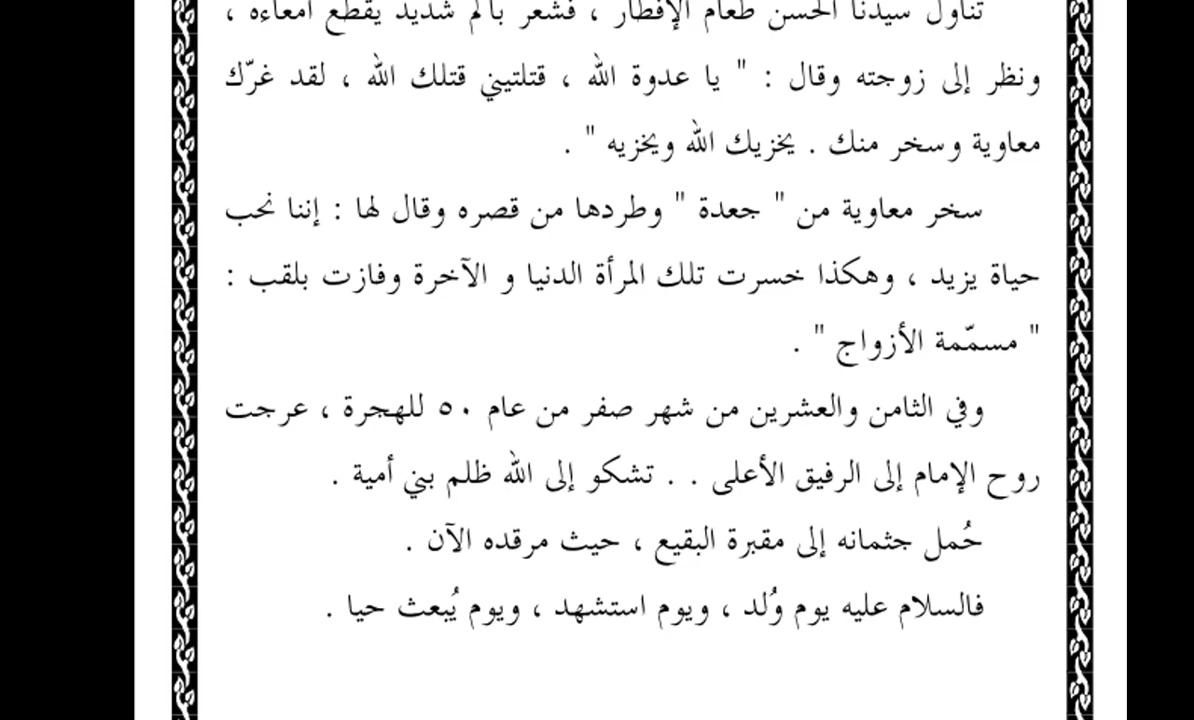 تناول سيدنا الحسن طعام الإفطار ، فشعر بألم شديد يقطع أمعاءه ،
ونظر إلى زوجته وقال : " يا عدوة الله ، قتلتيني قتلك الله ، لقد غرّك
معاوية وسخر منك . يخزيك الله ويخزيه " .
سخر معاوية من " جعدة " وطردها من قصره وقال لها : إننا نحب
حياة يزيد ، وهكذا خسرت تلك المرأة الدنيا و الآخرة وفازت بلقب :
" مسمّمة الأزواج " .
وفي الثامن والعشرين من شهر صفر من عام ٥٠ للهجرة ، عرجت
روح الإمام إلى الرفيق الأعلى . . تشكو إلى الله ظلم بني أمية .
حُمل جثمانه إلى مقبرة البقيع ، حيث مرقده الآن .
فالسلام عليه يوم وُلد ، ويوم استشهد ، ويوم يُبعث حيا .